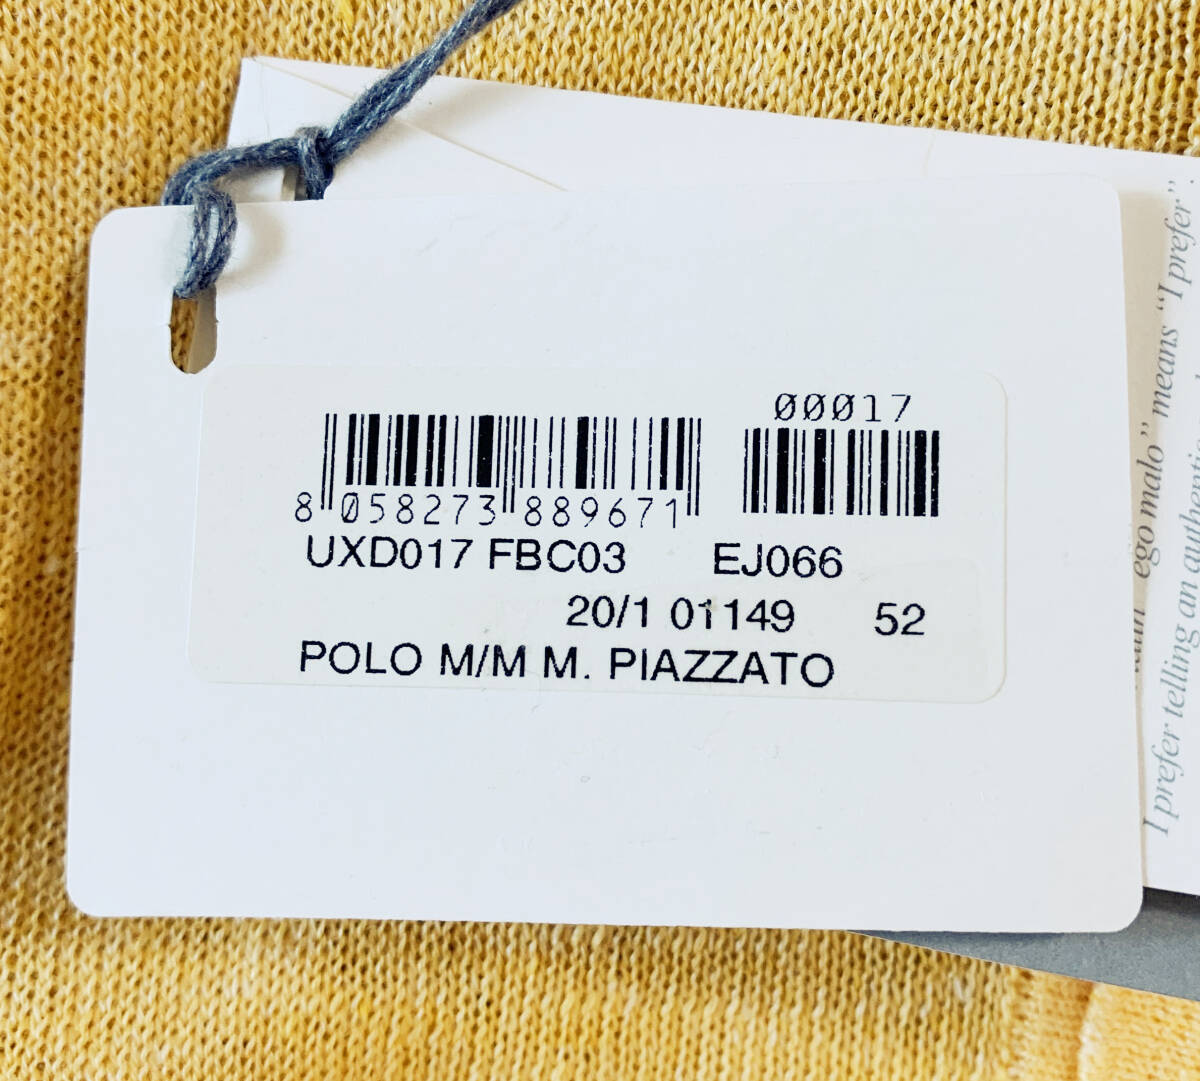 00017
8 058273 889671
UXD017 FBC03 EJ066
20/1 01149 52
POLO M/M M. PIAZZATO
ego malo” means “I prefer”.
I prefer telling an authentic